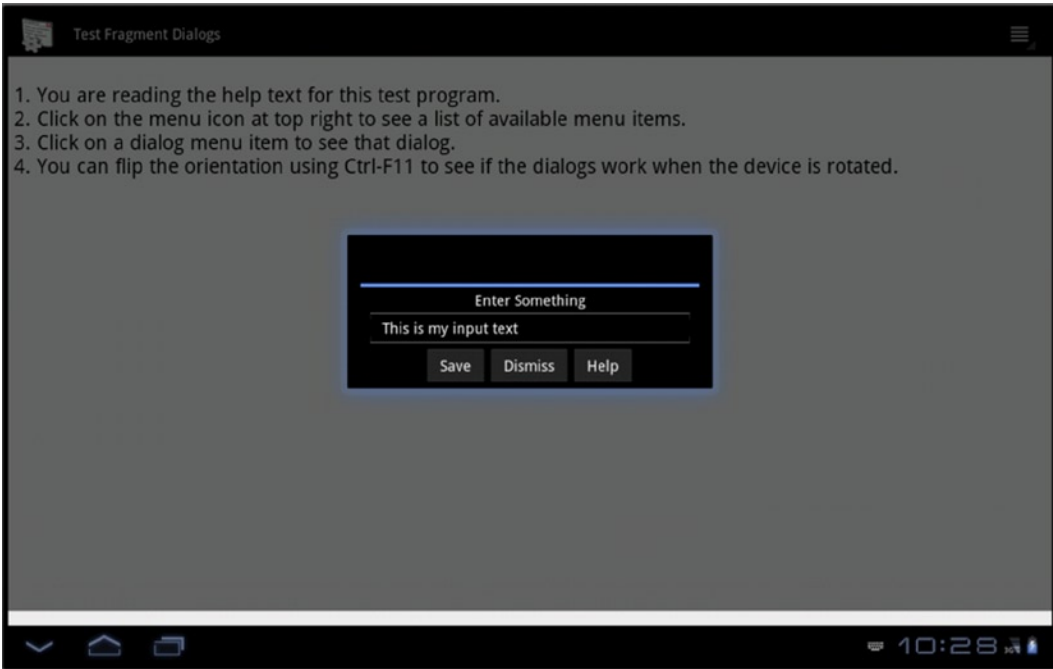 Test Fragment Dialogs
1. You are reading the help text for this test program.
2. Click on the menu icon at top right to see a list of available menu items.
3. Click on a dialog menu item to see that dialog.
4. You can flip the orientation using Ctrl-F11 to see if the dialogs work when the device is rotated.
Enter Something
This is my input text
Save Dismiss Help
10:28